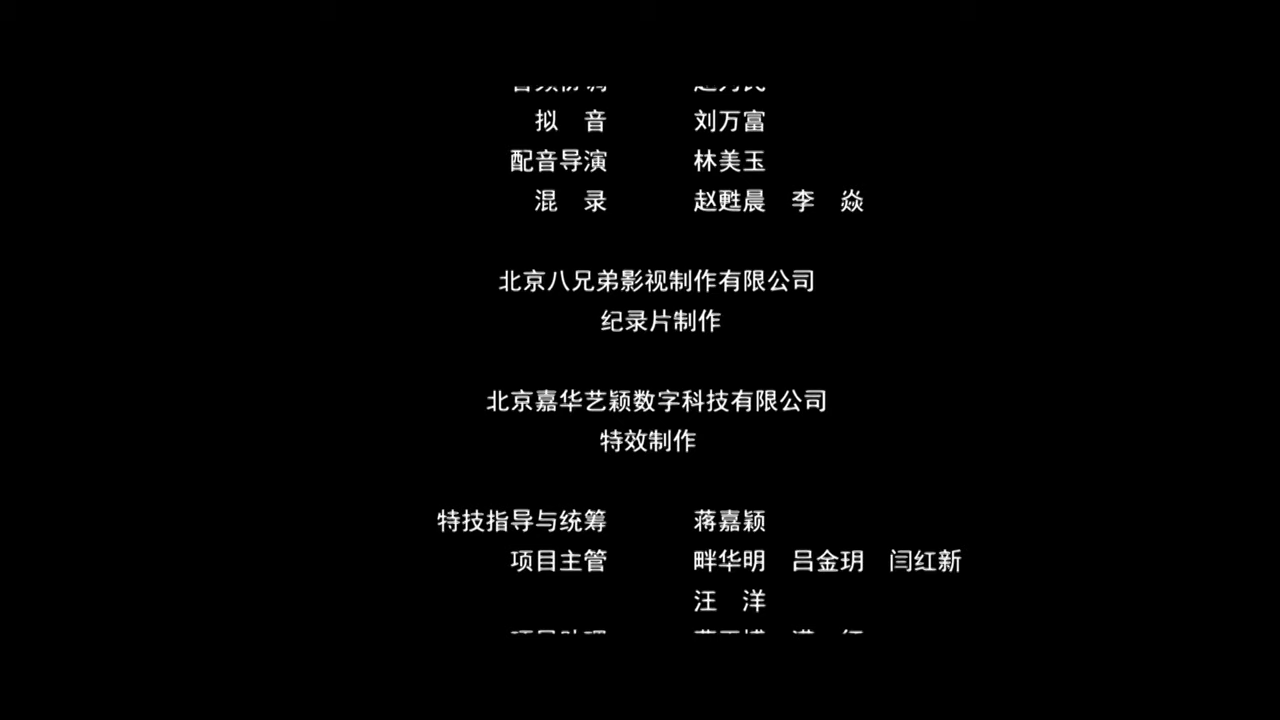 拟　音　刘万富
配音导演　林美玉
混　录　赵甦晨　李　焱
北京八兄弟影视制作有限公司
纪录片制作
北京嘉华艺颖数字科技有限公司
特效制作
特技指导与统筹　蒋嘉颖
项目主管　畔华明　吕金玥　闫红新
汪　洋